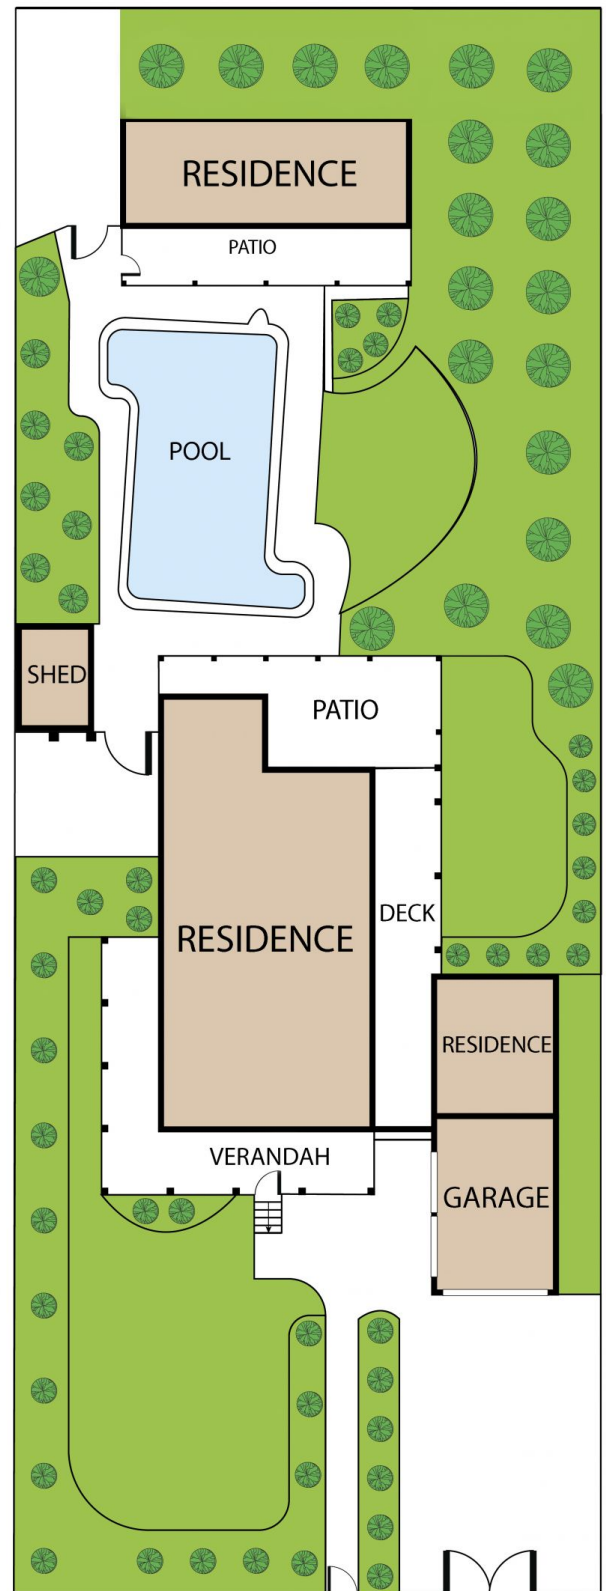 RESIDENCE
PATIO
POOL
SHED
PATIO
DECK
RESIDENCE
RESIDENCE
VERANDAH
GARAGE